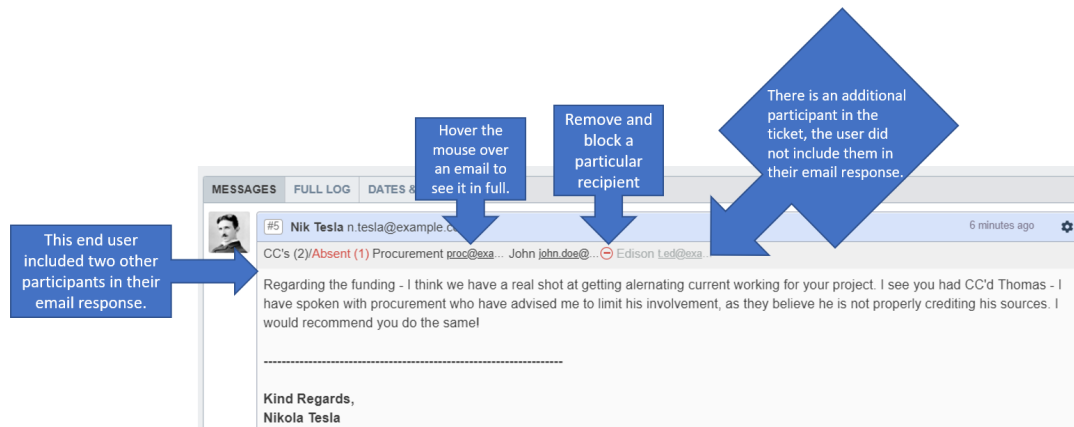 There is an additional
participant in the
ticket, the user did
not include them in
their email response.
Remove and
block a
particular
recipient
Hover the
mouse over
an email to
see it in full.
This end user
included two other
participants in their
email response.
MESSAGES FULL LOG DATES &
#5 Nik Tesla n.tesla@example.co 6 minutes ago
CC's (2)/Absent (1) Procurement proc@exa... John john.doe@... Edison t.ed@exa...
Regarding the funding - I think we have a real shot at getting alernating current working for your project. I see you had CC'd Thomas - I
have spoken with procurement who have advised me to limit his involvement, as they believe he is not properly crediting his sources. I
would recommend you do the same!
--------------------------------------------------------------------
Kind Regards,
Nikola Tesla